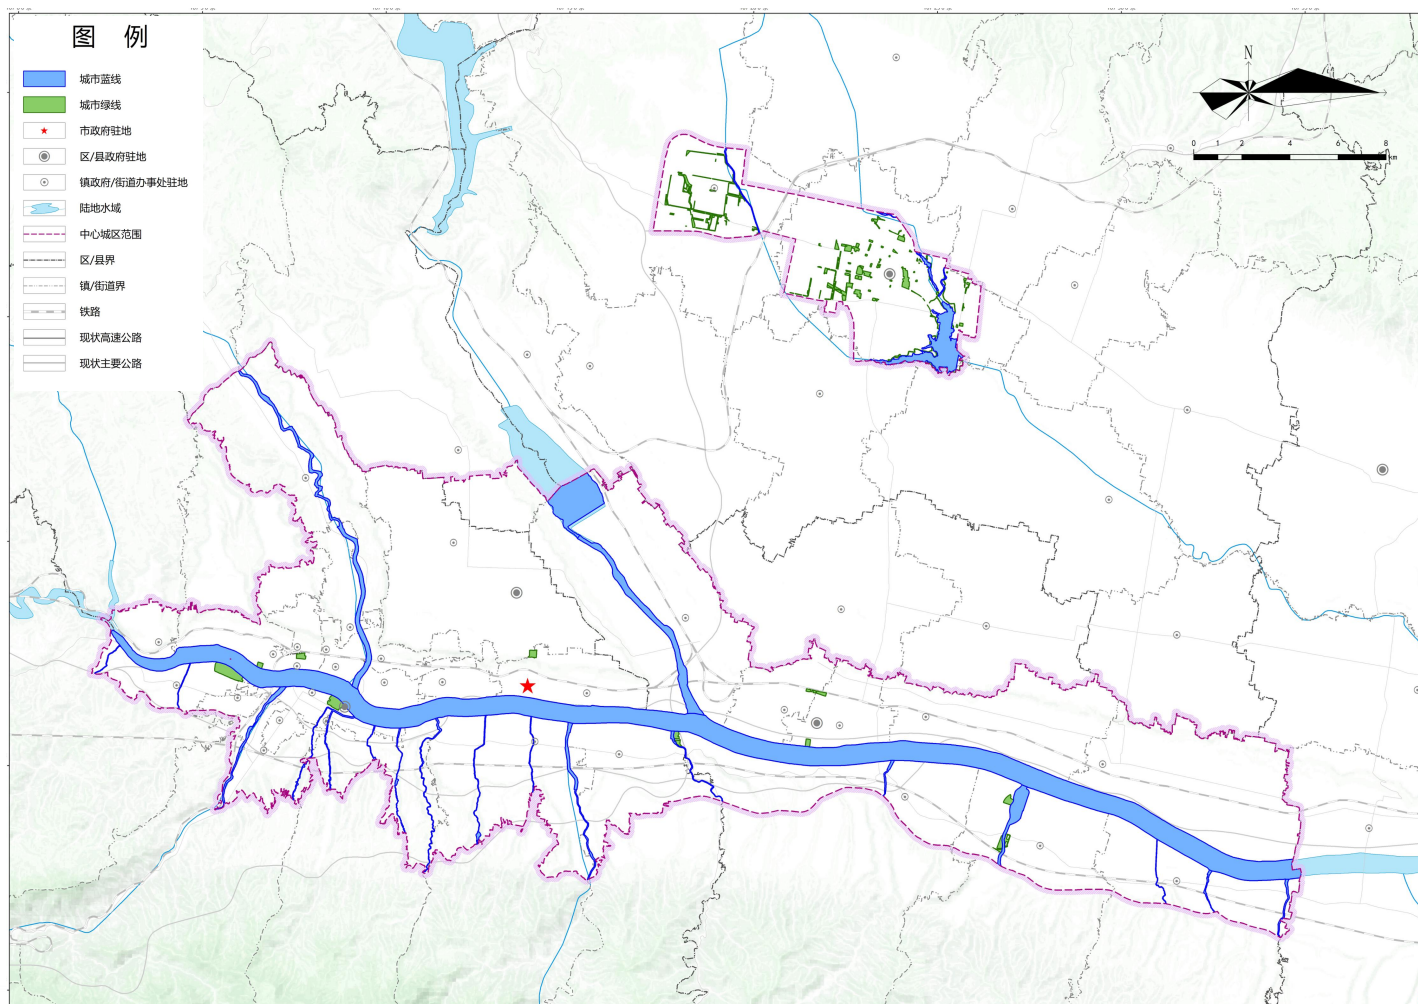 图 例
城市蓝线
城市绿线
市政府驻地
区/县政府驻地
镇政府/街道办事处驻地
陆地水域
中心城区范围
区/县界
镇/街道界
铁路
现状高速公路
现状主要公路
N
0 1 2 4 6 8
km